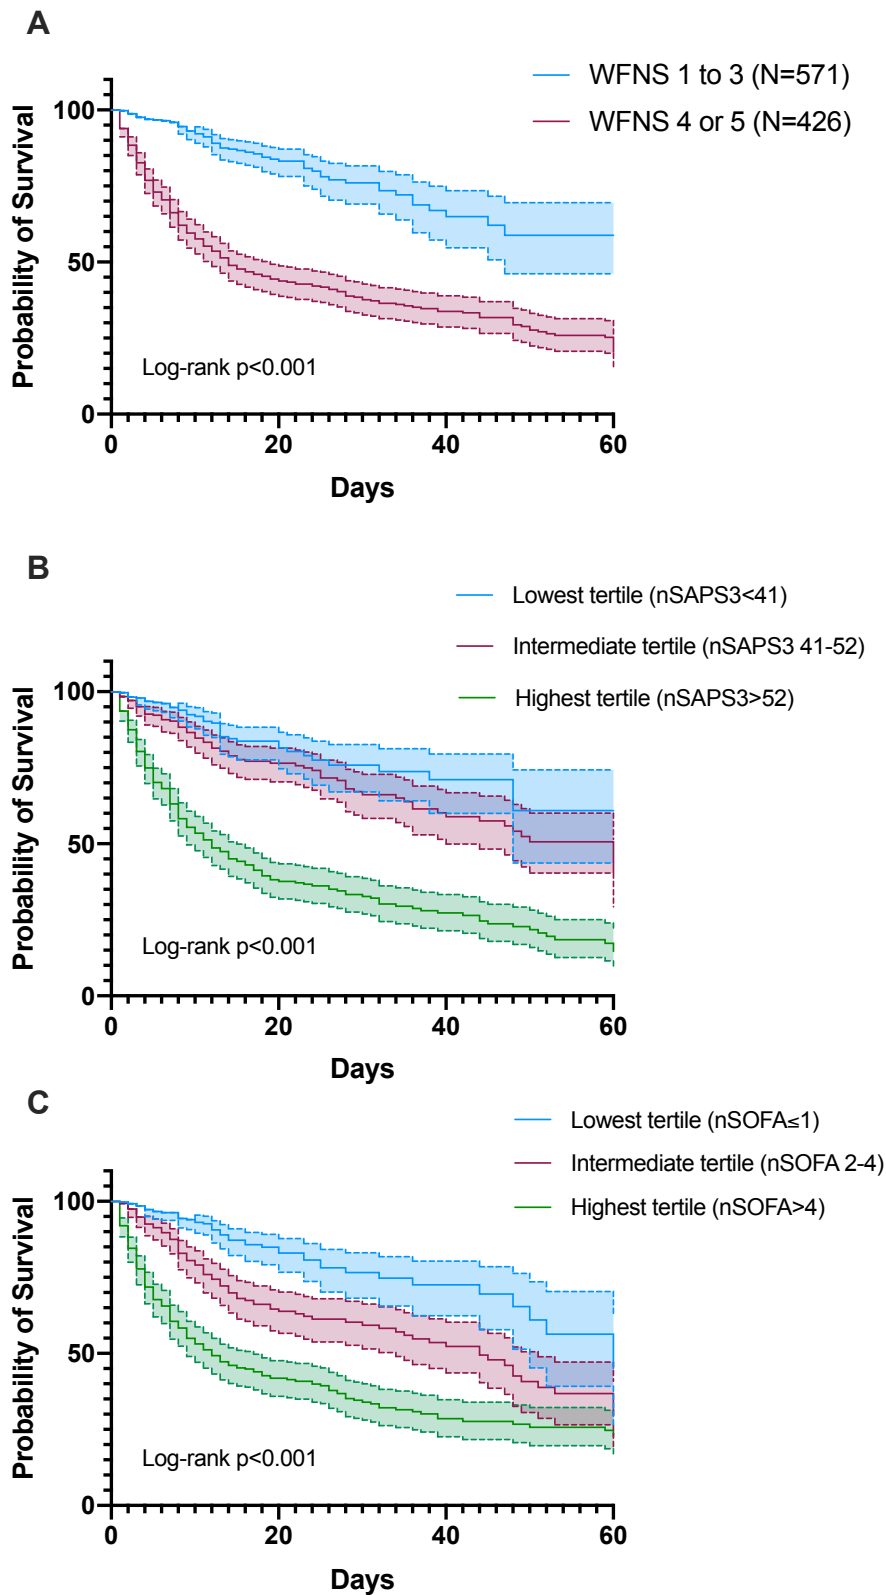 A
WFNS 1 to 3 (N=571)
WFNS 4 or 5 (N=426)
Probability of Survival
100
50
0
Log-rank p<0.001
0 20 40 60
Days
B
Lowest tertile (nSAPS3<41)
Intermediate tertile (nSAPS3 41-52)
Highest tertile (nSAPS3>52)
Probability of Survival
100
50
0
Log-rank p<0.001
0 20 40 60
Days
C
Lowest tertile (nSOFA≤1)
Intermediate tertile (nSOFA 2-4)
Highest tertile (nSOFA>4)
Probability of Survival
100
50
0
Log-rank p<0.001
0 20 40 60
Days